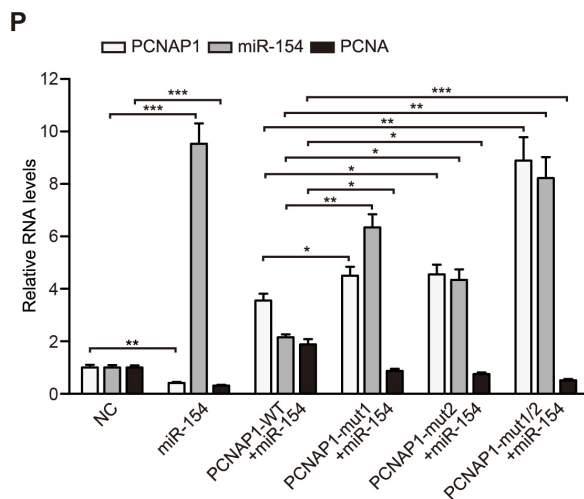 P
PCNAP1 miR-154 PCNA
Relative RNA levels
12
10
8
6
4
2
0
***
***
***
**
**
*
*
*
*
**
*
**
NC
miR-154
PCNAP1-WT
+miR-154
PCNAP1-mut1
+miR-154
PCNAP1-mut2
+miR-154
PCNAP1-mut1/2
+miR-154